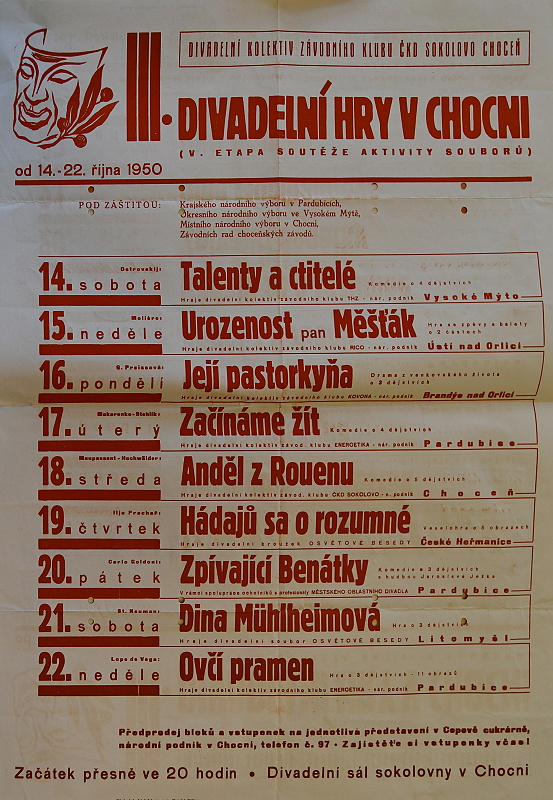 DIVADELNÍ KOLEKTIV ZÁVODNÍHO KLUBU ČKD SOKOLOVO CHOCEŇ
III. DIVADELNÍ HRY V CHOCNI
(V. ETAPA SOUTĚŽE AKTIVITY SOUBORŮ)
od 14.-22. října 1950
POD ZÁŠTITOU: Krajského národního výboru v Pardubicích,
Okresního národního výboru ve Vysokém Mýtě,
Místního národního výboru v Chocni,
Závodních rad choceňských závodů.
Ostrovskij:
14. sobota Talenty a ctitelé Komedie o 4 dějstvích
Hraje divadelní kolektiv závodního klubu THZ - nár. podnik Vysoké Mýto
Moliére:
15. neděle Urozenost pan Měšťák Hra se zpěvy a balety
o 2 částech
Hraje divadelní kolektiv závodního klubu RICO - nár. podnik Ústí nad Orlicí
G. Preissová:
16. pondělí Její pastorkyňa Drama z venkovského života
o 3 dějstvích
Hraje divadelní kolektiv závodního klubu KOVONA - nár. podnik Brandýs nad Orlicí
Makarenko-Stehlík:
17. úterý Začínáme žít Komedie o 4 dějstvích
Hraje divadelní kolektiv závod. klubu ENERGETIKA - nár. podnik Pardubice
Maupassant -
18. středa Anděl z Rouenu Komedie o 5 dějstvích
Hraje divadelní kolektiv závod. klubu ČKD SOKOLOVO - n. podnik Choceň
Ilja Prachař:
19. čtvrtek Hádajů sa o rozumné Veselohra o 5 obrazech
Hraje divadelní kroužek OSVĚTOVÉ BESEDY České Heřmanice
Carlo Goldoni:
20. pátek Zpívající Benátky Komedie o 3 dějstvích
s hudbou Jaroslava Ježka
V rámci spolupráce ochotníků s profesionály MĚSTSKÉHO OBLASTNÍHO DIVADLA Pardubice
St. Neuman:
21. sobota Dina Mühlheimová Hra o 3 dějstvích
Hraje divadelní soubor OSVĚTOVÉ BESEDY Litomyšl
Lope de Vega:
22. neděle Ovčí pramen Hra o 3 dějstvích - 11 obrazů
Hraje divadelní kolektiv závodního klubu ENERGETIKA - nár. podnik Pardubice
Předprodej bloků a vstupenek na jednotlivá představení v Cepově cukrárně,
národní podnik v Chocni, telefon č. 97 • Zajistěte si vstupenky včas!
Začátek přesně ve 20 hodin • Divadelní sál sokolovny v Chocni